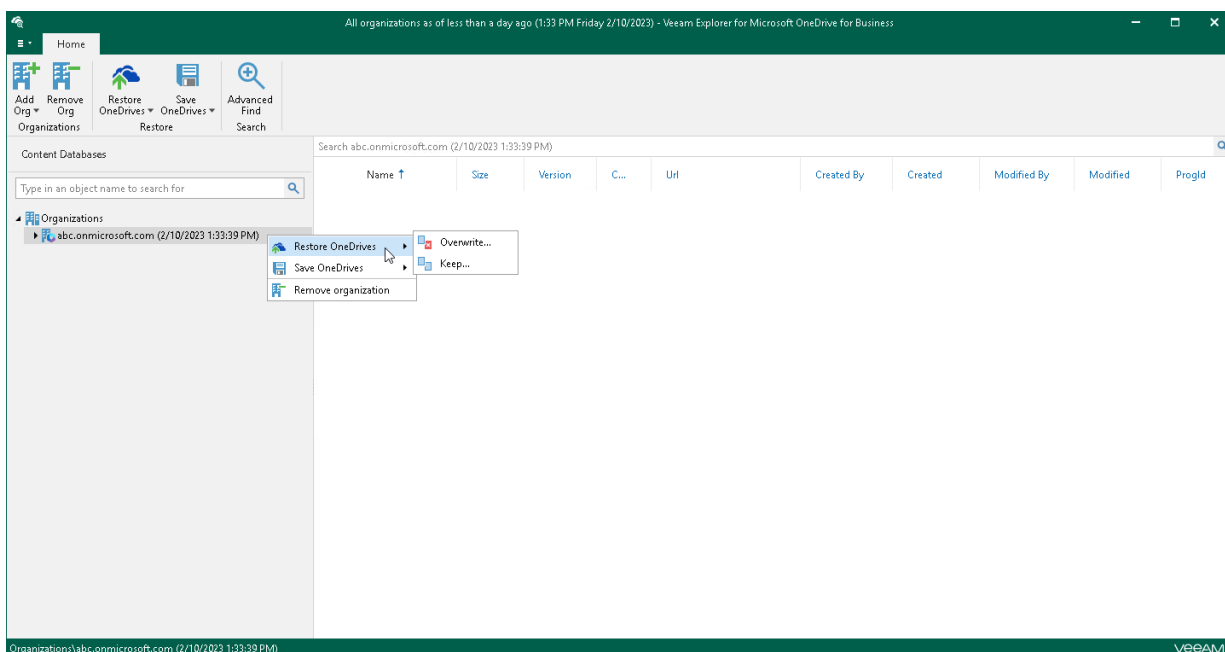 All organizations as of less than a day ago (1:33 PM Friday 2/10/2023) - Veeam Explorer for Microsoft OneDrive for Business
Home
Add Org
Remove Org
Restore OneDrives
Save OneDrives
Advanced Find
Organizations
Restore
Search
Content Databases
Type in an object name to search for
Organizations
abc.onmicrosoft.com (2/10/2023 1:33:39 PM)
Search abc.onmicrosoft.com (2/10/2023 1:33:39 PM)
Name Size Version C... Url Created By Created Modified By Modified ProgId
Restore OneDrives
Save OneDrives
Remove organization
Overwrite...
Keep...
Organizations\abc.onmicrosoft.com (2/10/2023 1:33:39 PM)
veeAM